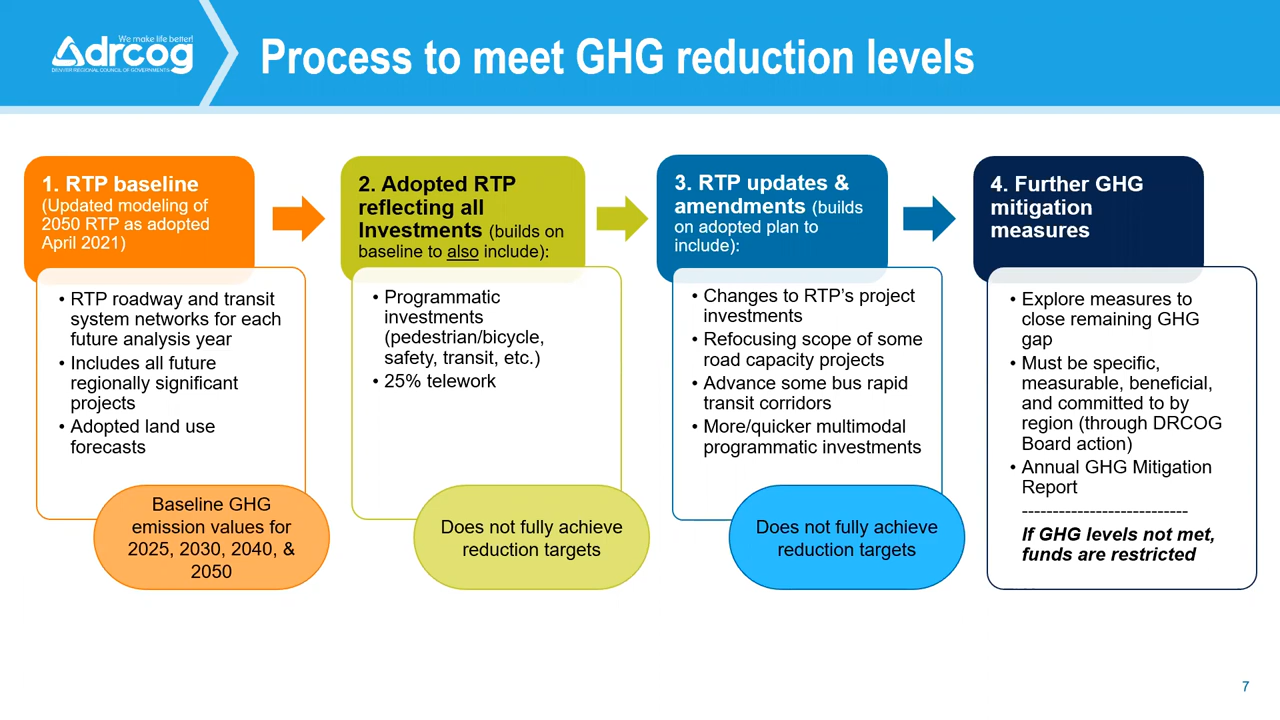 We make life better!
drcog
DENVER REGIONAL COUNCIL OF GOVERNMENTS
Process to meet GHG reduction levels
1. RTP baseline
(Updated modeling of
2050 RTP as adopted
April 2021)
• RTP roadway and transit
system networks for each
future analysis year
• Includes all future
regionally significant
projects
• Adopted land use
forecasts
Baseline GHG
emission values for
2025, 2030, 2040, &
2050
2. Adopted RTP
reflecting all
Investments (builds on
baseline to also include):
• Programmatic
investments
(pedestrian/bicycle,
safety, transit, etc.)
• 25% telework
Does not fully achieve
reduction targets
3. RTP updates &
amendments (builds
on adopted plan to
include):
• Changes to RTP's project
investments
• Refocusing scope of some
road capacity projects
• Advance some bus rapid
transit corridors
• More/quicker multimodal
programmatic investments
Does not fully achieve
reduction targets
4. Further GHG
mitigation
measures
• Explore measures to
close remaining GHG
gap
• Must be specific,
measurable, beneficial,
and committed to by
region (through DRCOG
Board action)
• Annual GHG Mitigation
Report
---------------------------
If GHG levels not met,
funds are restricted
7